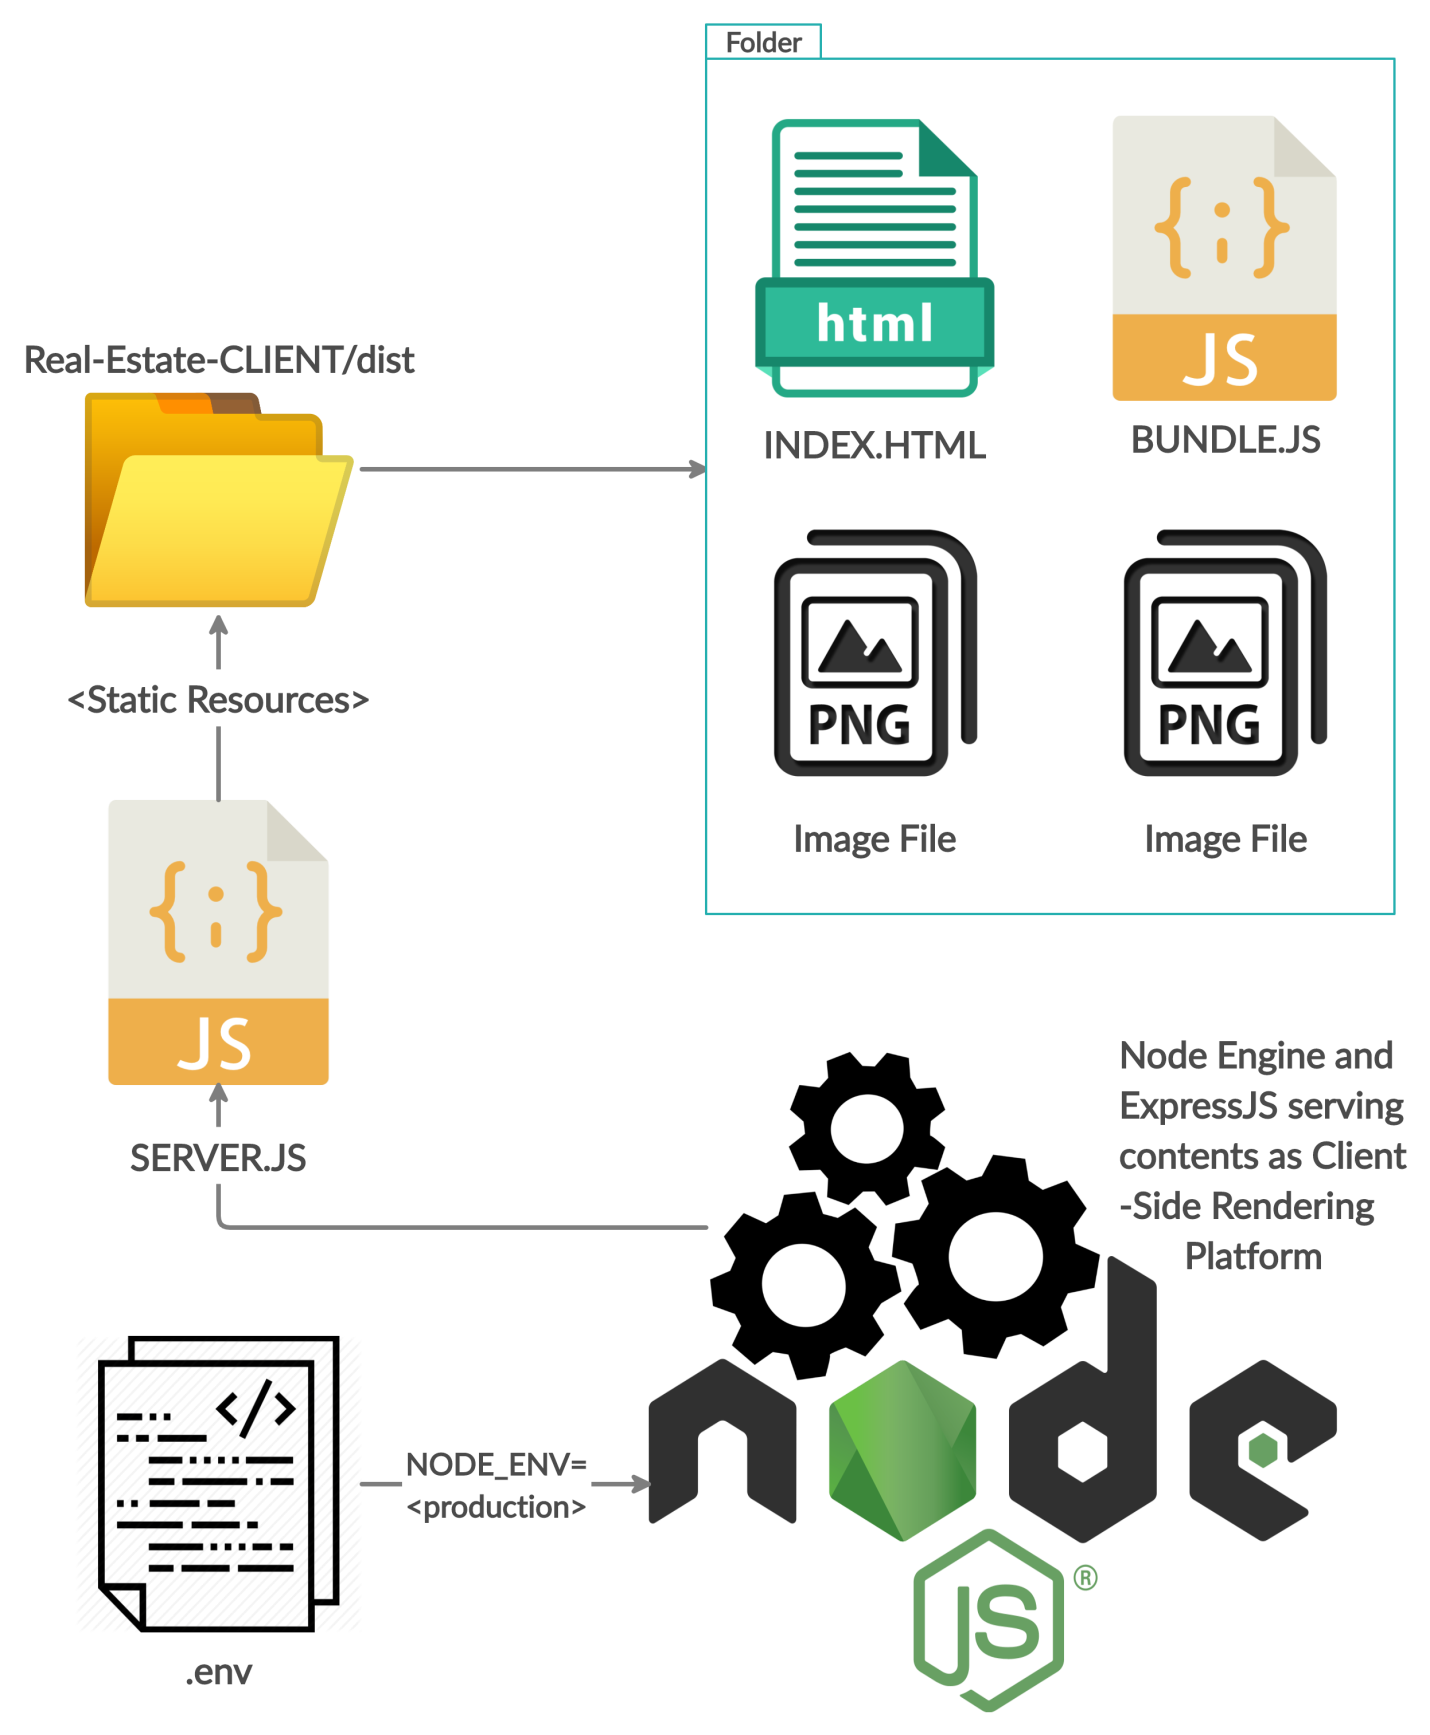 Folder
html
JS
INDEX.HTML
BUNDLE.JS
Real-Estate-CLIENT/dist
PNG
PNG
Image File
Image File
<Static Resources>
JS
SERVER.JS
Node Engine and
ExpressJS serving
contents as Client
-Side Rendering
Platform
NODE_ENV=
<production>
.env
node
JS
®